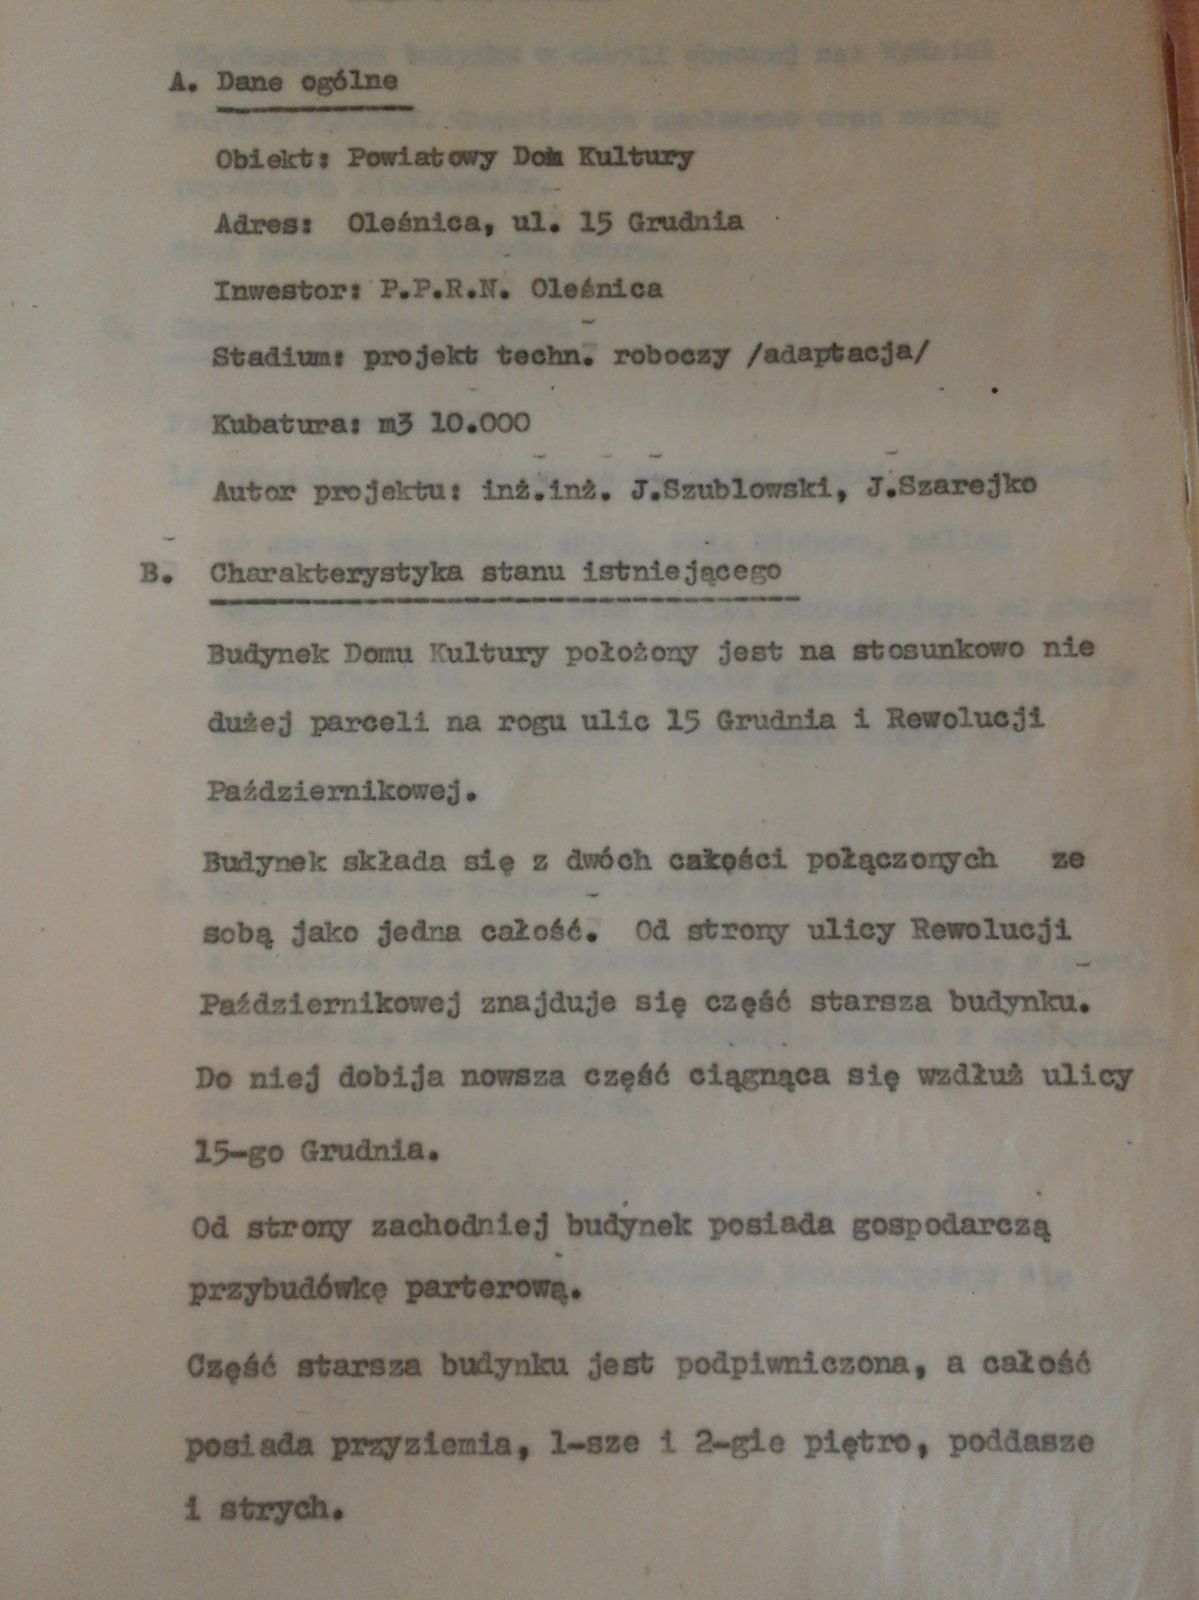 A. Dane ogólne
Obiekt: Powiatowy Dom Kultury
Adres: Oleśnica, ul. 15 Grudnia
Inwestor: P.P.R.N. Oleśnica
Stadium: projekt techn. roboczy /adaptacja/
Kubatura: m3 10.000
Autor projektu: inż.inż. J.Szublowski, J.Szarejko
B. Charakterystyka stanu istniejącego
Budynek Domu Kultury położony jest na stosunkowo nie
dużej parceli na rogu ulic 15 Grudnia i Rewolucji
Październikowej.
Budynek składa się z dwóch całości połączonych ze
sobą jako jedna całość. Od strony ulicy Rewolucji
Październikowej znajduje się część starsza budynku.
Do niej dobija nowsza część ciągnąca się wzdłuż ulicy
15-go Grudnia.
Od strony zachodniej budynek posiada gospodarczą
przybudówkę parterową.
Część starsza budynku jest podpiwniczona, a całość
posiada przyziemia, 1-sze i 2-gie piętro, poddasze
i strych.